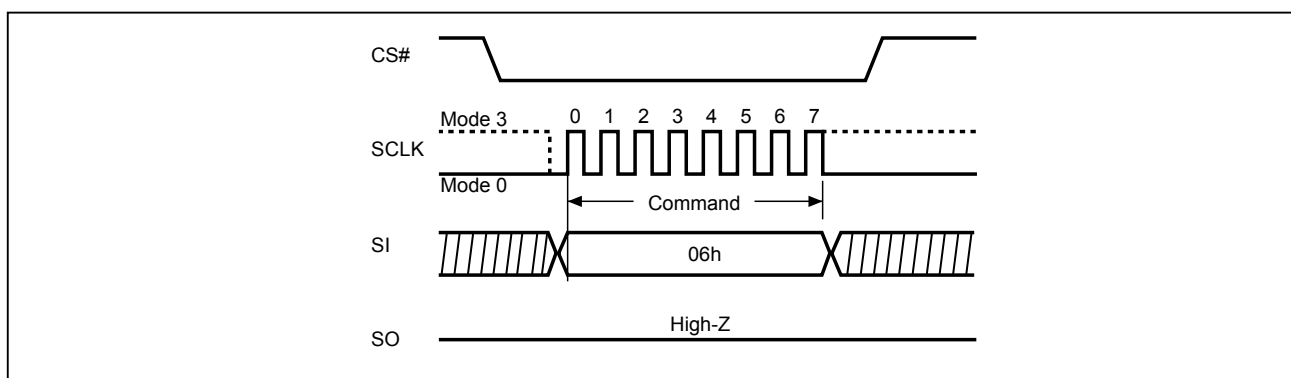 CS#
Mode 3
0 1 2 3 4 5 6 7
SCLK
Mode 0
Command
SI
06h
High-Z
SO